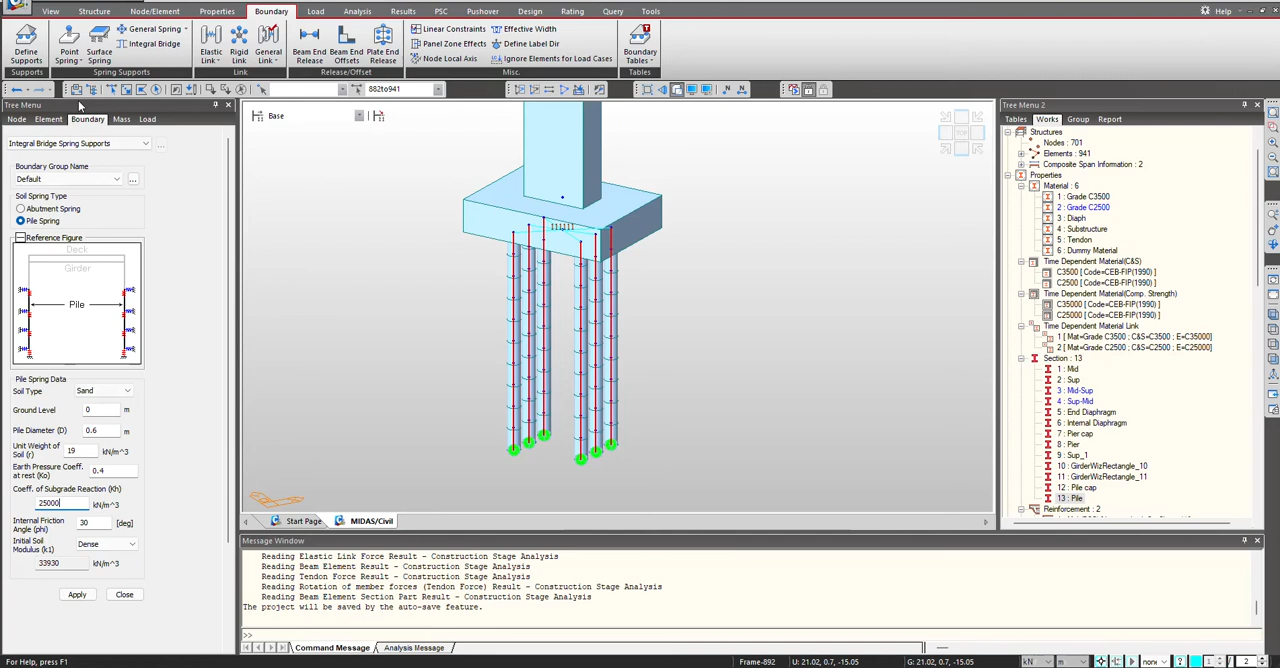 View Structure Node/Element Properties Boundary Load Analysis Results PSC Pushover Design Rating Query Tools Help
Define Supports
Point Spring
Surface Spring
General Spring
Integral Bridge
Elastic Link
Rigid Link
General Link
Beam End Release
Beam End Offsets
Plate End Release
Linear Constraints
Panel Zone Effects
Node Local Axis
Effective Width
Define Label Dir
Ignore Elements for Load Cases
Boundary Tables
Supports Spring Supports Link Release/Offset Misc. Tables
882to941
Tree Menu
Node Element Boundary Mass Load
Integral Bridge Spring Supports
...
Boundary Group Name
Default
...
Soil Spring Type
Abutment Spring
Pile Spring
Reference Figure
Deck
Girder
Pile
Pile Spring Data
Soil Type Sand
Ground Level 0 m
Pile Diameter (D) 0.6 m
Unit Weight of Soil (r) 19 kN/m^3
Earth Pressure Coeff. at rest (Ko) 0.4
Coeff. of Subgrade Reaction (Kh)
25000 kN/m^3
Internal Friction Angle (phi) 30 [deg]
Initial Soil Modulus (k1) Dense
33930 kN/m^3
Apply Close
Base
TOP
111111
Start Page MIDAS/Civil
Message Window
Reading Elastic Link Force Result - Construction Stage Analysis
Reading Beam Element Result - Construction Stage Analysis
Reading Tendon Force Result - Construction Stage Analysis
Reading Rotation of member forces (Tendon Force) Result - Construction Stage Analysis
Reading Beam Element Section Part Result - Construction Stage Analysis
The project will be saved by the auto-save feature.
>>
Command Message Analysis Message
Tree Menu 2
Tables Works Group Report
Structures
Nodes : 701
Elements : 941
Composite Span Information : 2
Properties
Material : 6
1 : Grade C3500
2 : Grade C2500
3 : Diaph
4 : Substructure
5 : Tendon
6 : Dummy Material
Time Dependent Material(C&S)
C3500 [ Code=CEB-FIP(1990) ]
C2500 [ Code=CEB-FIP(1990) ]
Time Dependent Material(Comp. Strength)
C35000 [ Code=CEB-FIP(1990) ]
C25000 [ Code=CEB-FIP(1990) ]
Time Dependent Material Link
1 [ Mat=Grade C3500 ; C&S=C3500 ; E=C35000]
2 [ Mat=Grade C2500 ; C&S=C2500 ; E=C25000]
Section : 13
1 : Mid
2 : Sup
3 : Mid-Sup
4 : Sup-Mid
5 : End Diaphragm
6 : Internal Diaphragm
7 : Pier cap
8 : Pier
9 : Sup_1
10 : GirderWizRectangle_10
11 : GirderWizRectangle_11
12 : Pile cap
13 : Pile
Reinforcement : 2
For Help, press F1
Frame-892 U: 21.02, 0.7, -15.05 G: 21.02, 0.7, -15.05 kN m non 1 / 2